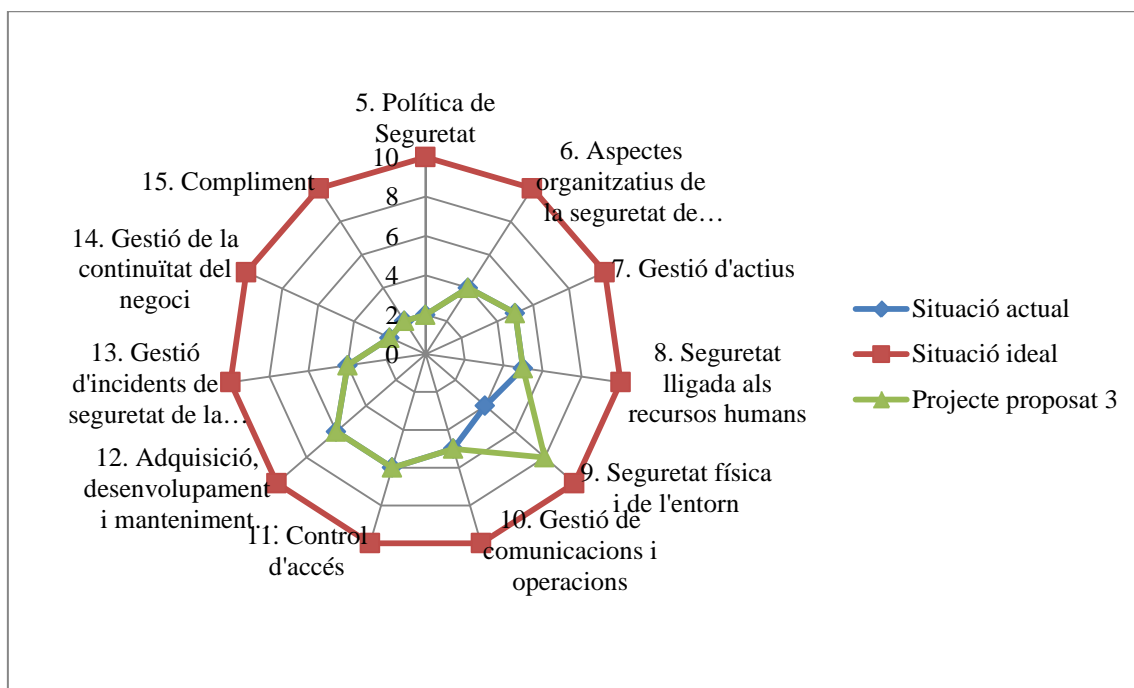 5. Política de
Seguretat
6. Aspectes
organitzatius de
la seguretat de…
7. Gestió d'actius
8. Seguretat
lligada als
recursos humans
9. Seguretat física
i de l'entorn
10. Gestió de
comunicacions i
operacions
11. Control
d'accés
12. Adquisició,
desenvolupament
i manteniment…
13. Gestió
d'incidents de
seguretat de la…
14. Gestió de la
continuïtat del
negoci
15. Compliment
10
8
6
4
2
0
Situació actual
Situació ideal
Projecte proposat 3